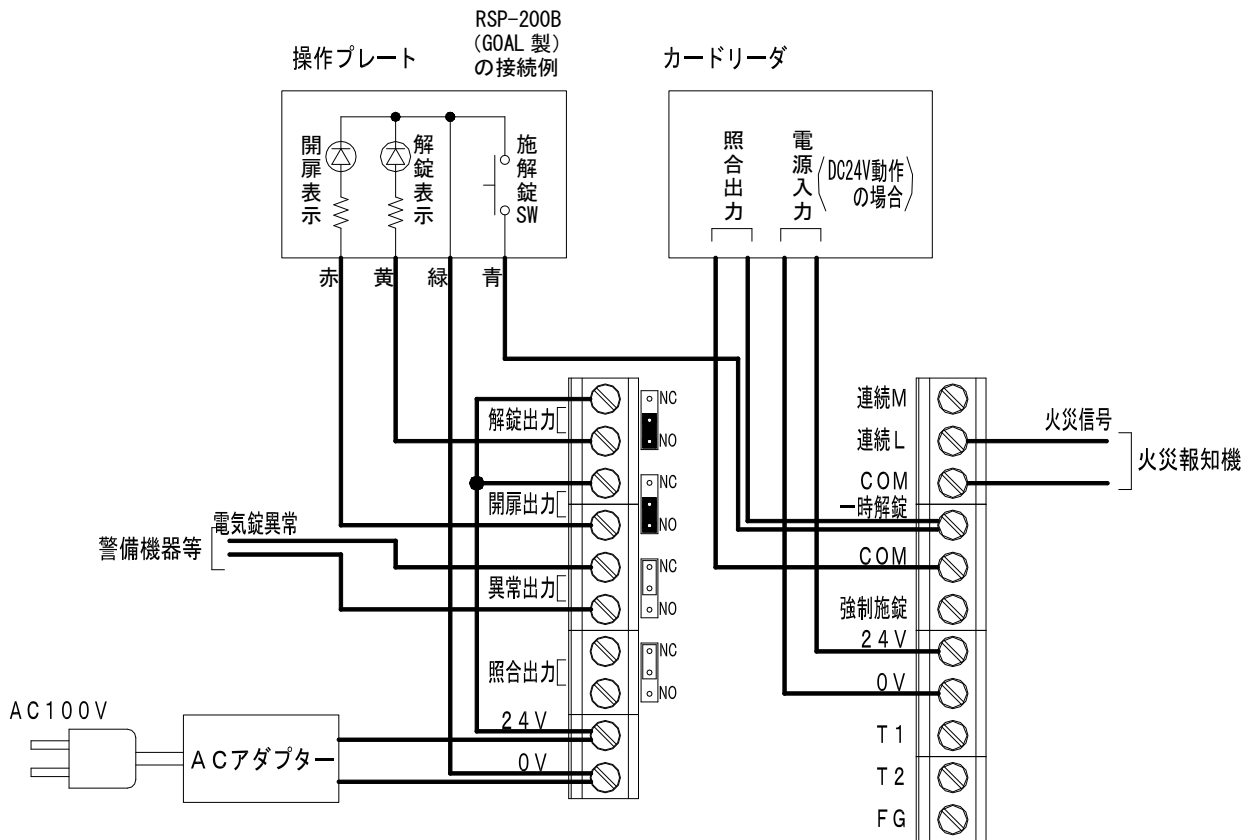 RSP-200B
(GOAL 製)
の接続例
操作プレート
カードリーダ
開扉表示
解錠表示
施解錠SW
照合出力
電源入力
(DC24V動作
の場合)
赤
黄
緑
青
解錠出力
NC
NO
開扉出力
NC
NO
電気錠異常
警備機器等
異常出力
NC
NO
照合出力
NC
NO
24V
0V
AC100V
ACアダプター
連続M
連続L
COM
一時解錠
COM
強制施錠
24V
0V
T1
T2
FG
火災信号
火災報知機